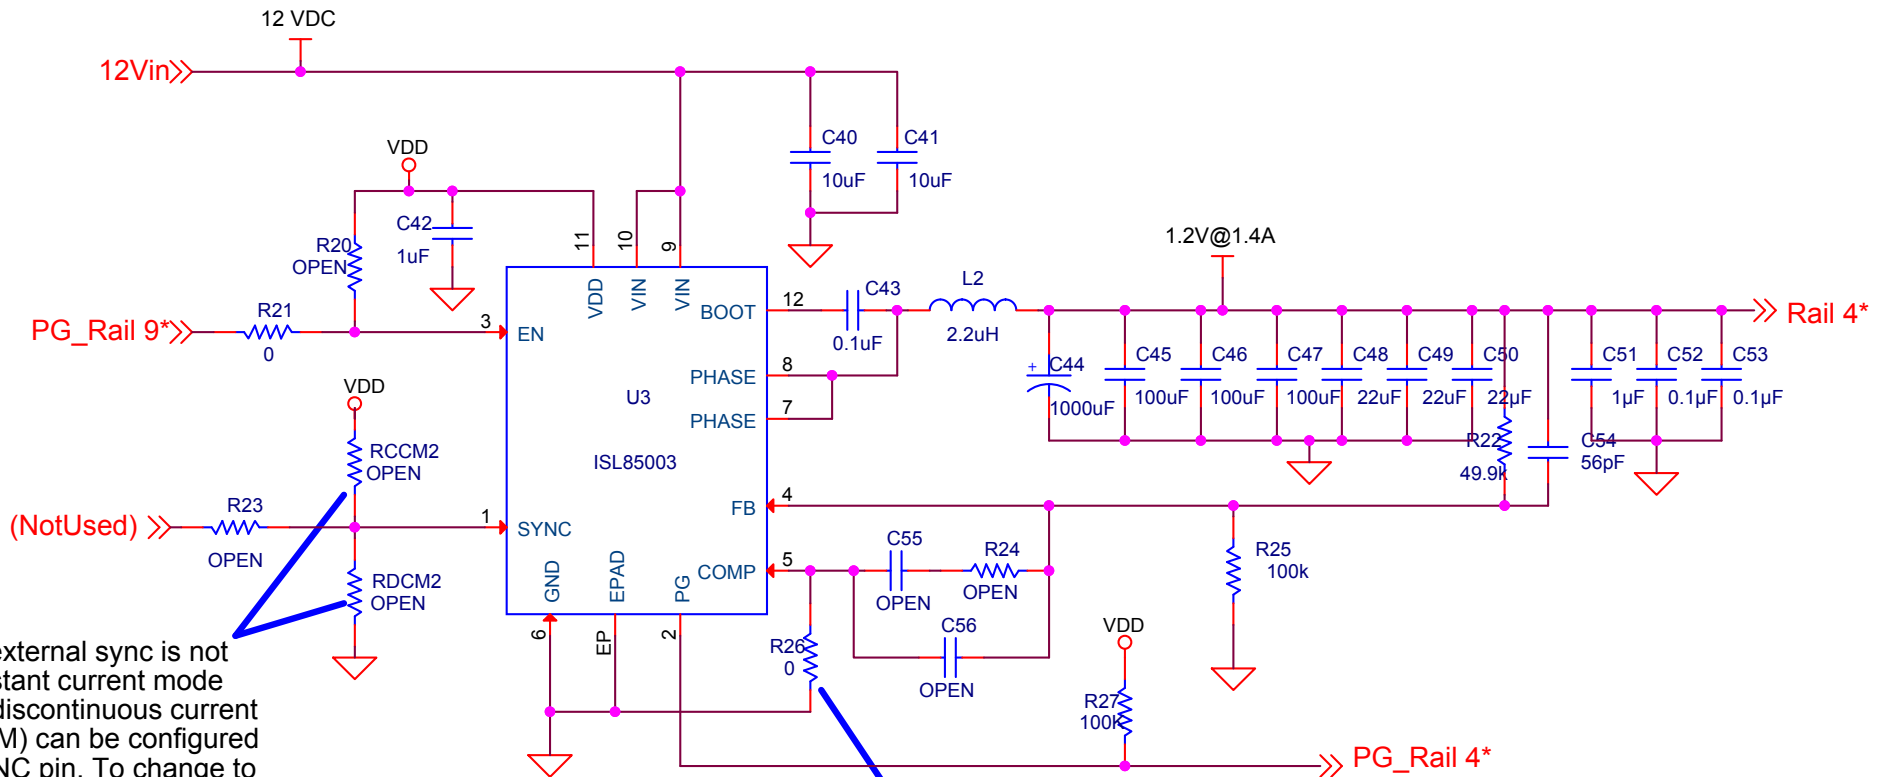 12 VDC
12Vin
VDD
C40
10uF
C41
10uF
C42
1uF
R20
OPEN
11
10
9
1.2V@1.4A
R21
0
PG_Rail 9*
3
EN
VDD
VIN
VIN
BOOT
12
C43
0.1uF
L2
2.2uH
Rail 4*
PHASE
8
PHASE
7
U3
ISL85003
C44
+
1000uF
C45
100uF
C46
100uF
C47
100uF
C48
22uF
C49
22uF
C50
22µF
C51
1µF
C52
0.1µF
C53
0.1µF
R22
49.9k
C54
56pF
VDD
RCCM2
OPEN
FB
4
(NotUsed)
R23
OPEN
1
SYNC
RDCM2
OPEN
GND
EPAD
PG
COMP
5
C55
OPEN
R24
OPEN
R25
100k
C56
OPEN
6
EP
2
R26
0
VDD
R27
100K
PG_Rail 4*
external sync is not
stant current mode
discontinuous current
M) can be configured
NC pin. To change to